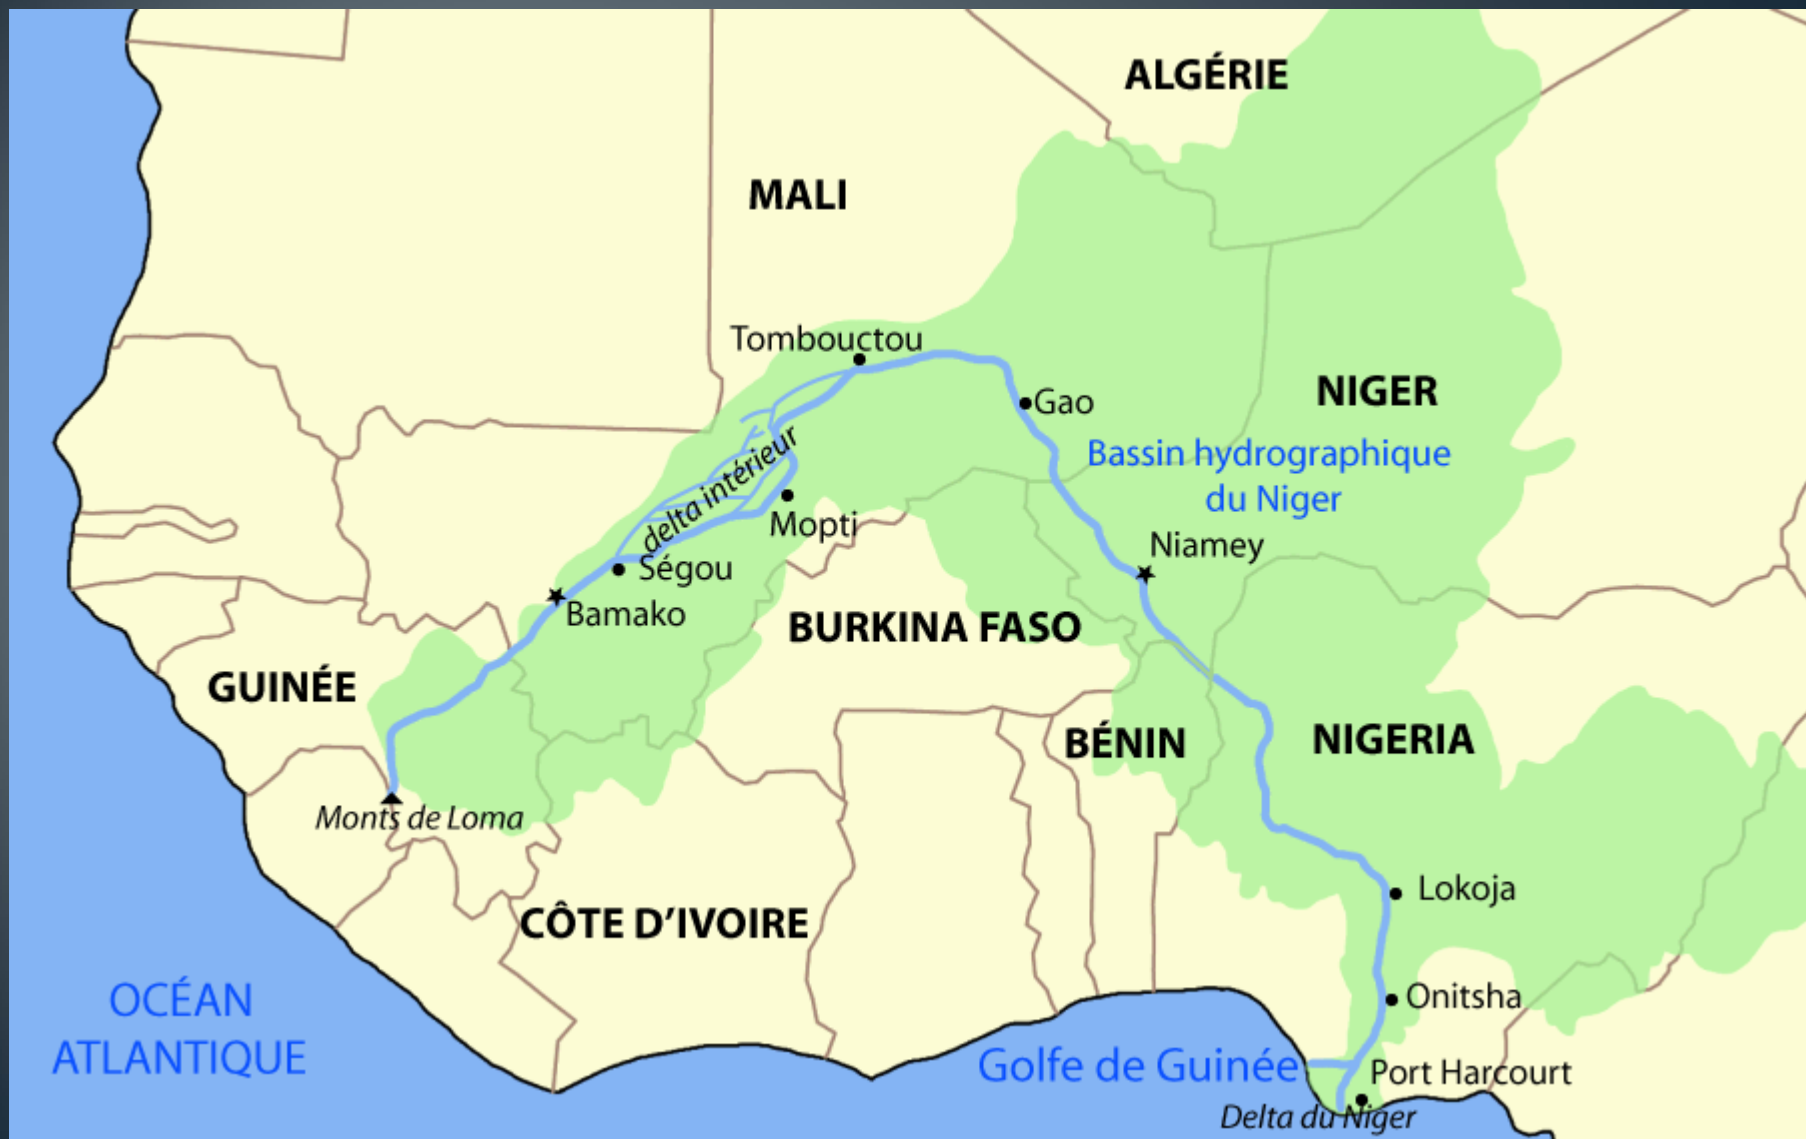 ALGÉRIE
MALI
Tombouctou
NIGER
Gao
delta intérieur
Bassin hydrographique
du Niger
Mopti
Niamey
Ségou
Bamako
BURKINA FASO
GUINÉE
BÉNIN
NIGERIA
Monts de Loma
Lokoja
CÔTE D’IVOIRE
OCÉAN
ATLANTIQUE
Onitsha
Golfe de Guinée
Port Harcourt
Delta du Niger